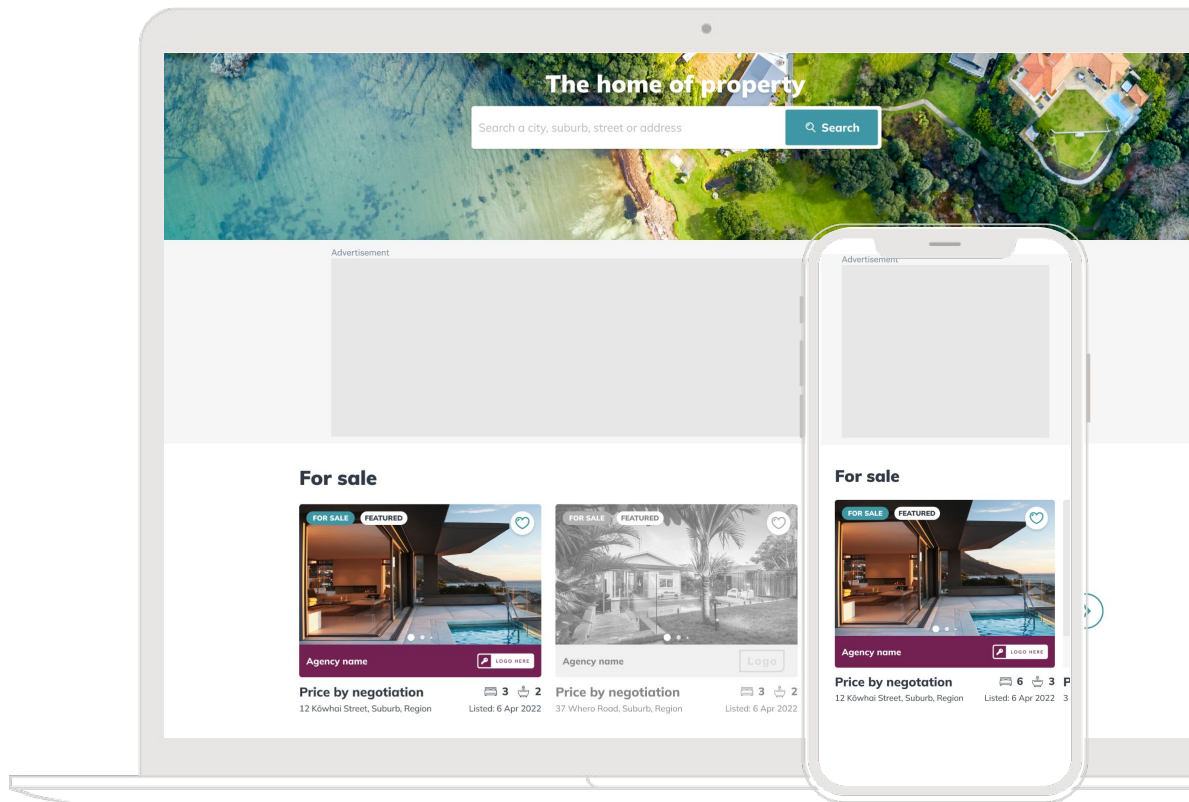 The home of property
Search a city, suburb, street or address
Search
Advertisement
For sale
FOR SALE
FEATURED
Agency name
LOGO HERE
Price by negotiation
3
2
12 Kōwhai Street, Suburb, Region
Listed: 6 Apr 2022
FOR SALE
FEATURED
Agency name
Logo
Price by negotiation
3
2
37 Whero Road, Suburb, Region
Listed: 6 Apr 2022
Advertisement
For sale
FOR SALE
FEATURED
Agency name
LOGO HERE
Price by negotation
6
3
P
12 Kōwhai Street, Suburb, Region
Listed: 6 Apr 2022
3